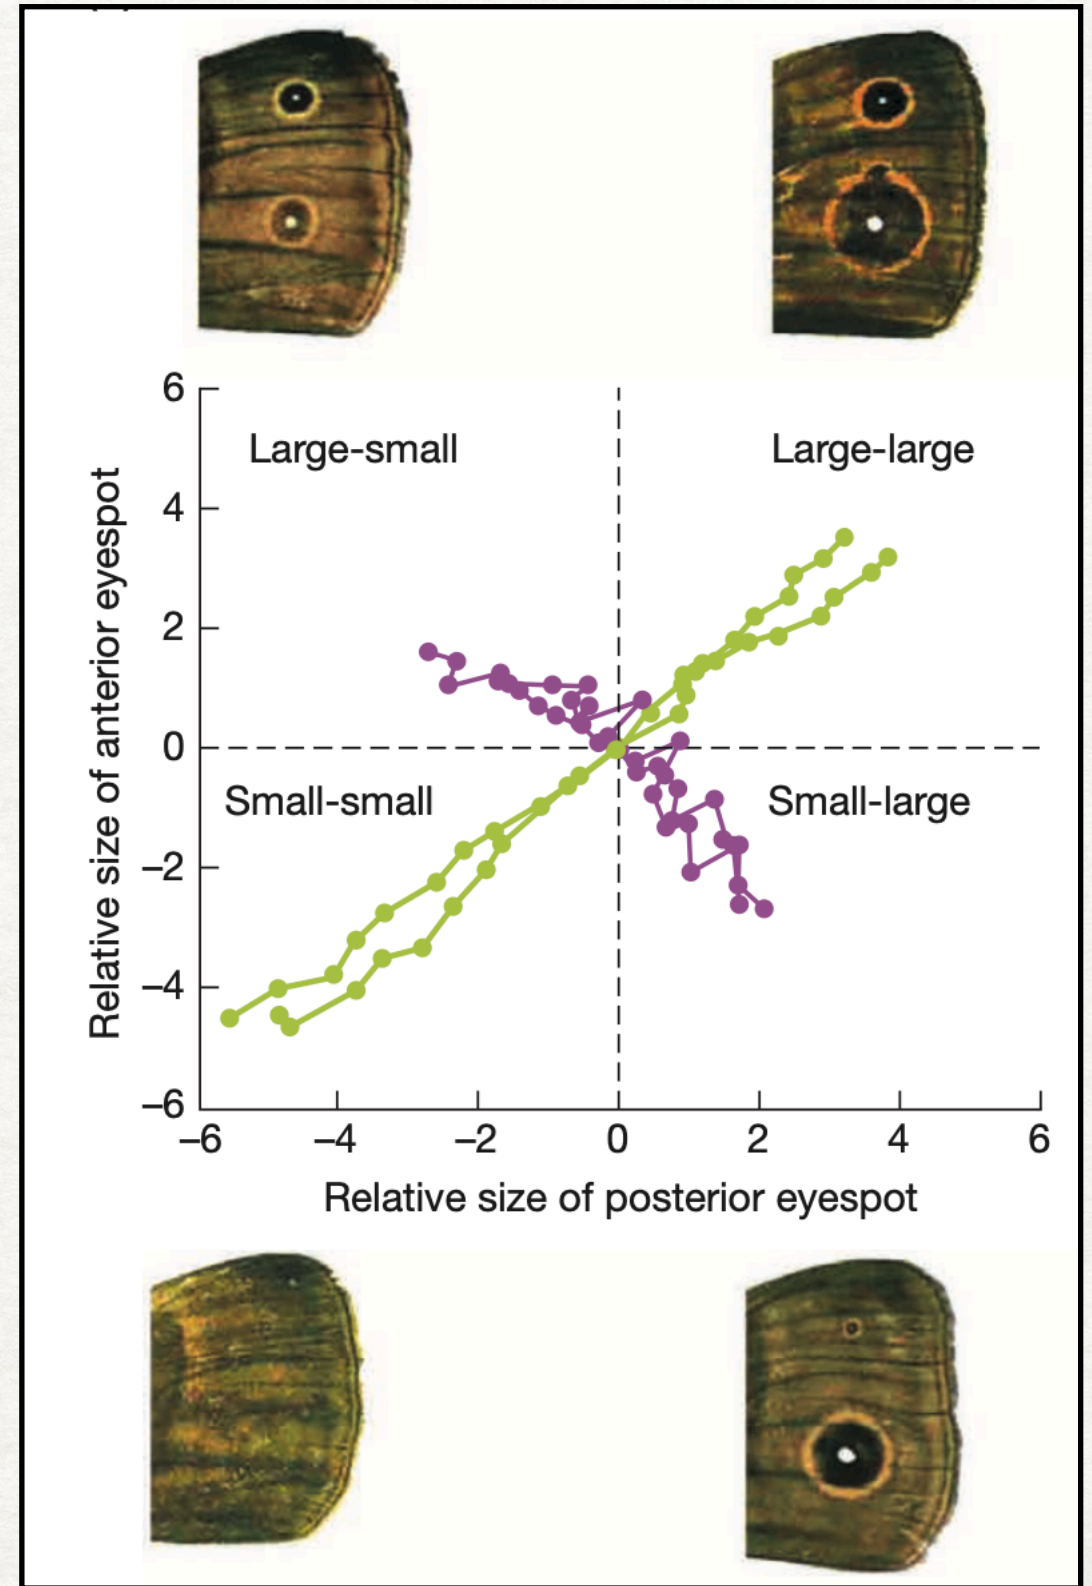 6
Large-small
Large-large
4
2
0
Small-small
Small-large
–2
–4
–6
Relative size of anterior eyespot
–6
–4
–2
0
2
4
6
Relative size of posterior eyespot